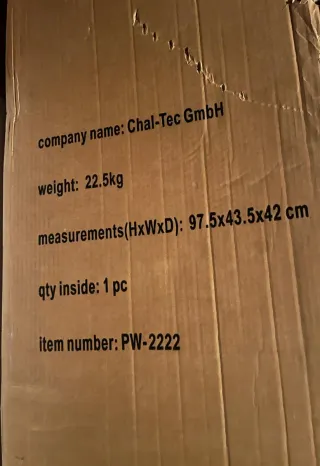 company name: Chal-Tec GmbH
weight: 22.5kg
measurements(HxWxD): 97.5x43.5x42 cm
qty inside: 1 pc
item number: PW-2222